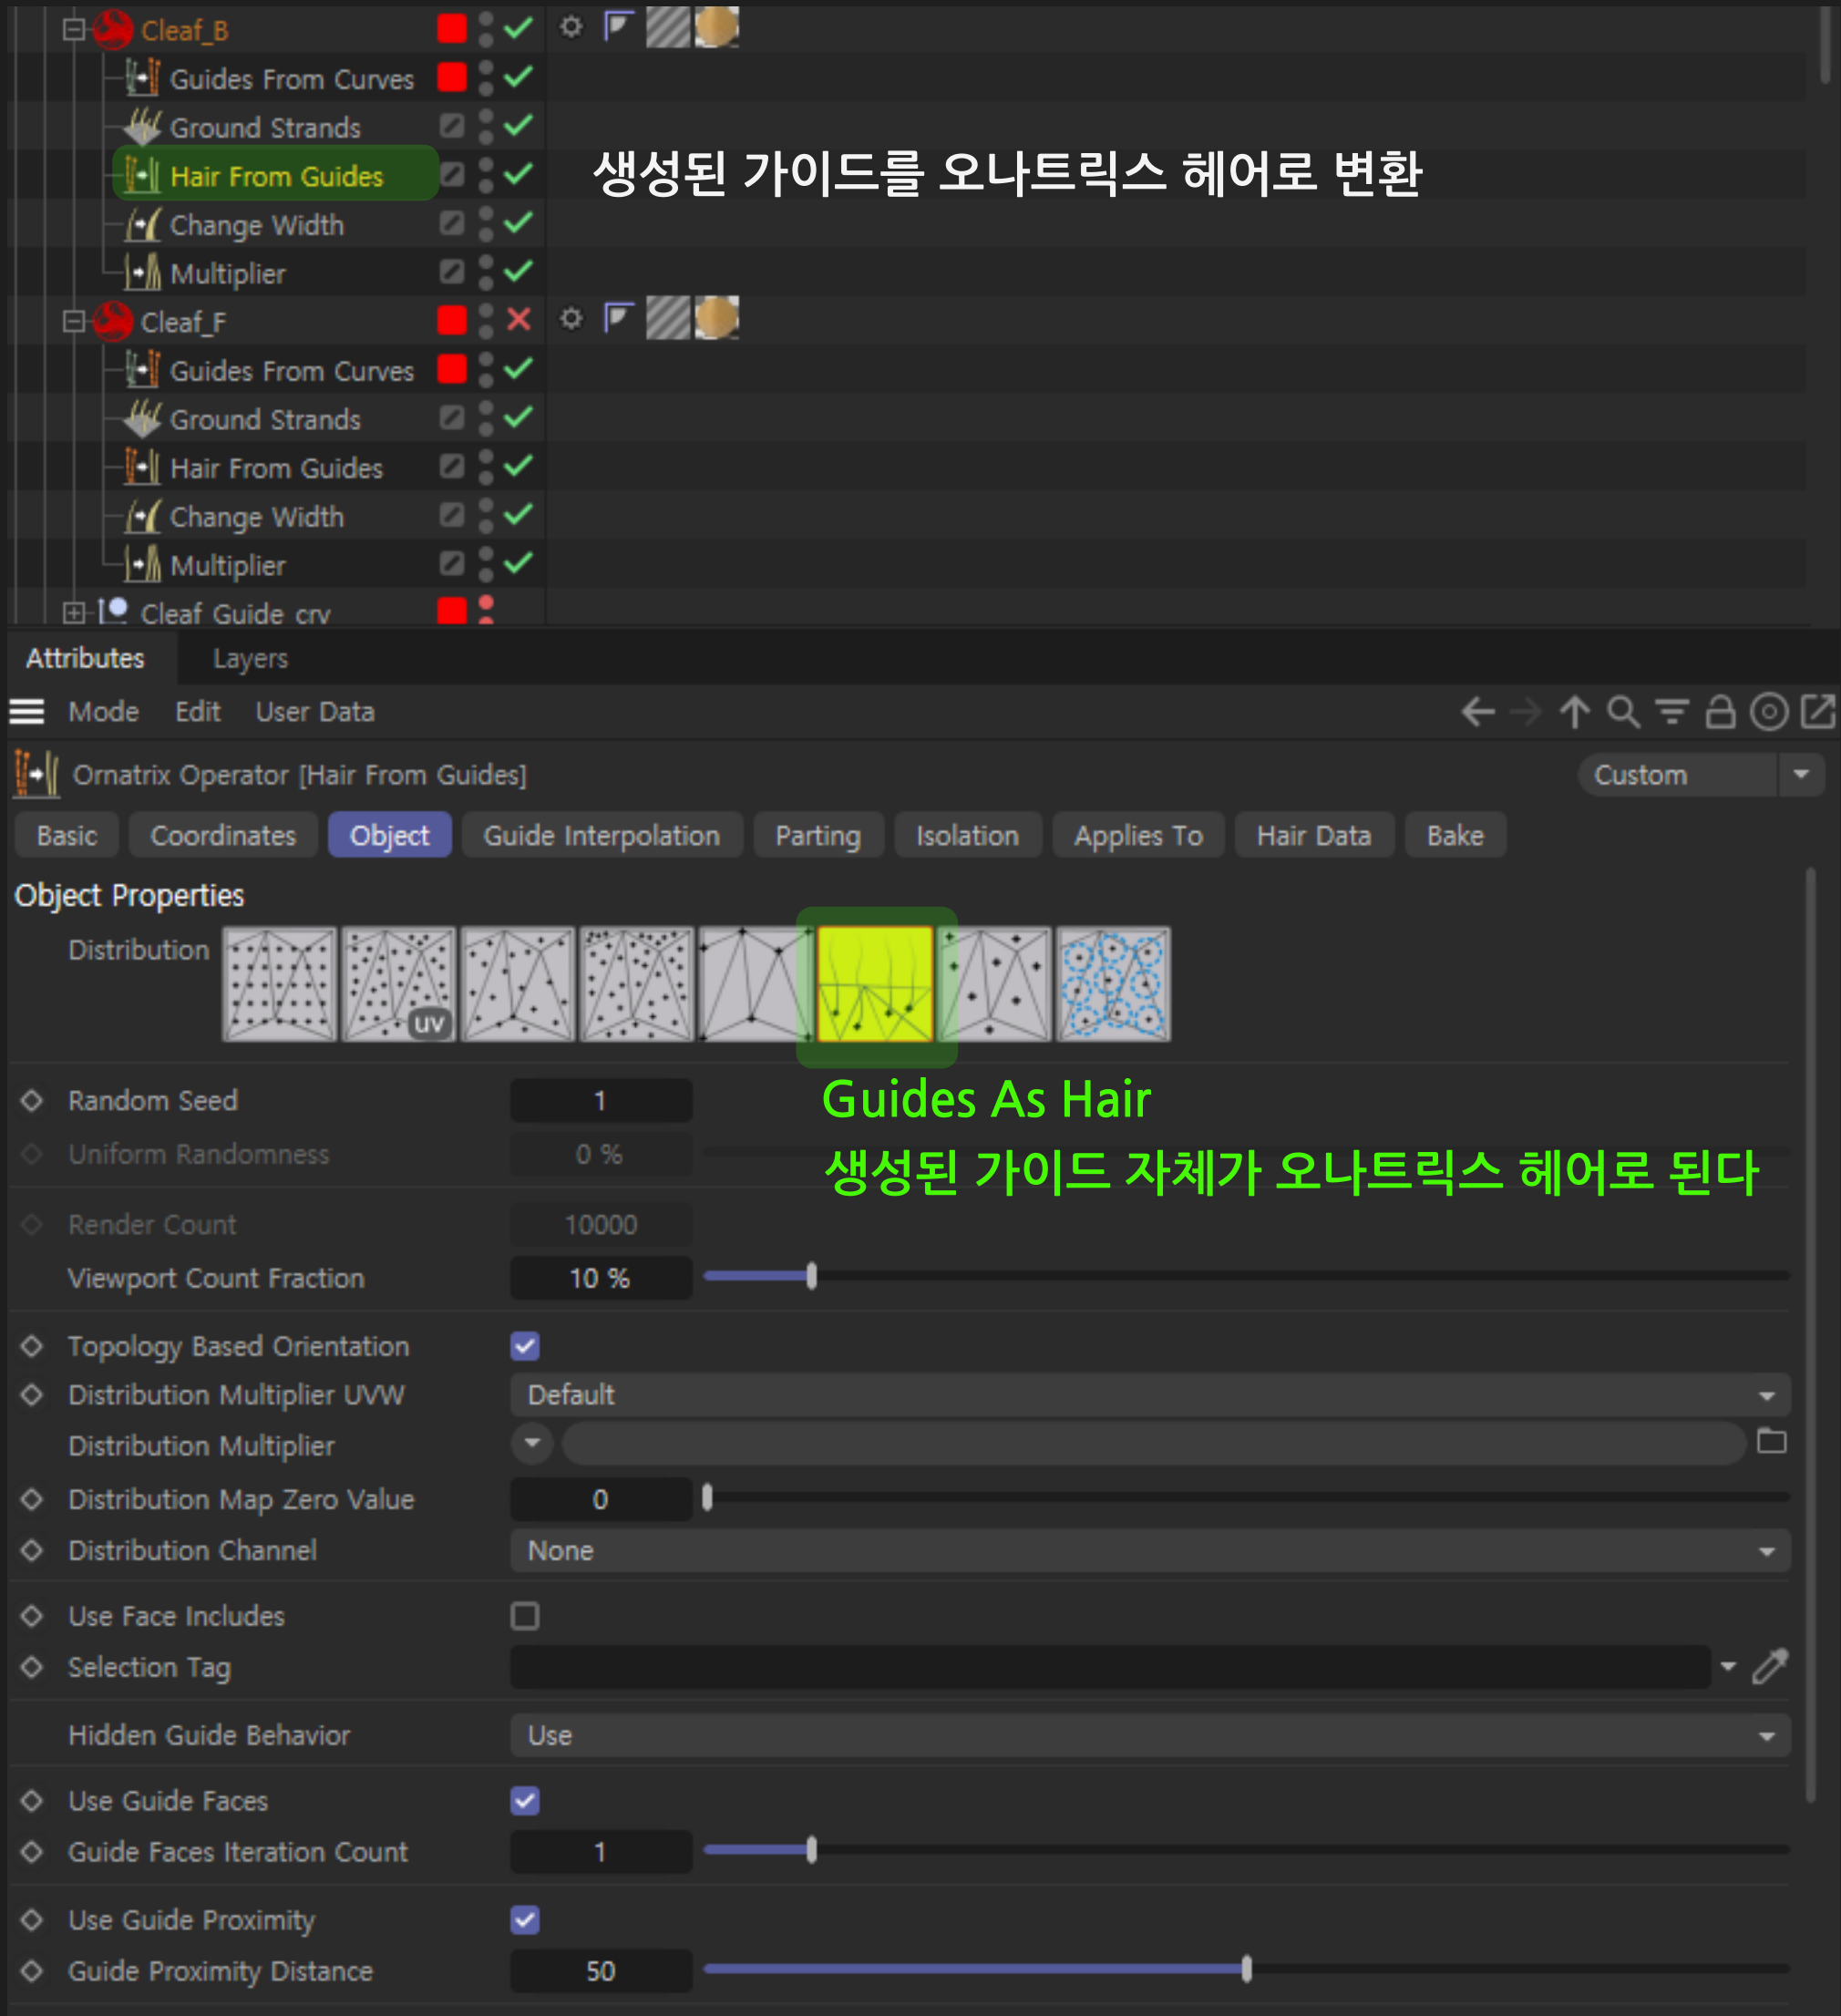 Cleaf_B
Guides From Curves
Ground Strands
Hair From Guides
생성된 가이드를 오나트릭스 헤어로 변환
Change Width
Multiplier
Cleaf_F
Guides From Curves
Ground Strands
Hair From Guides
Change Width
Multiplier
Cleaf_Guide_crv
Attributes Layers
Mode Edit User Data
Ornatrix Operator [Hair From Guides] Custom
Basic Coordinates Object Guide Interpolation Parting Isolation Applies To Hair Data Bake
Object Properties
Distribution
UV
Random Seed 1
Guides As Hair
Uniform Randomness 0 %
생성된 가이드 자체가 오나트릭스 헤어로 된다
Render Count 10000
Viewport Count Fraction 10 %
Topology Based Orientation
Distribution Multiplier UVW Default
Distribution Multiplier
Distribution Map Zero Value 0
Distribution Channel None
Use Face Includes
Selection Tag
Hidden Guide Behavior Use
Use Guide Faces
Guide Faces Iteration Count 1
Use Guide Proximity
Guide Proximity Distance 50